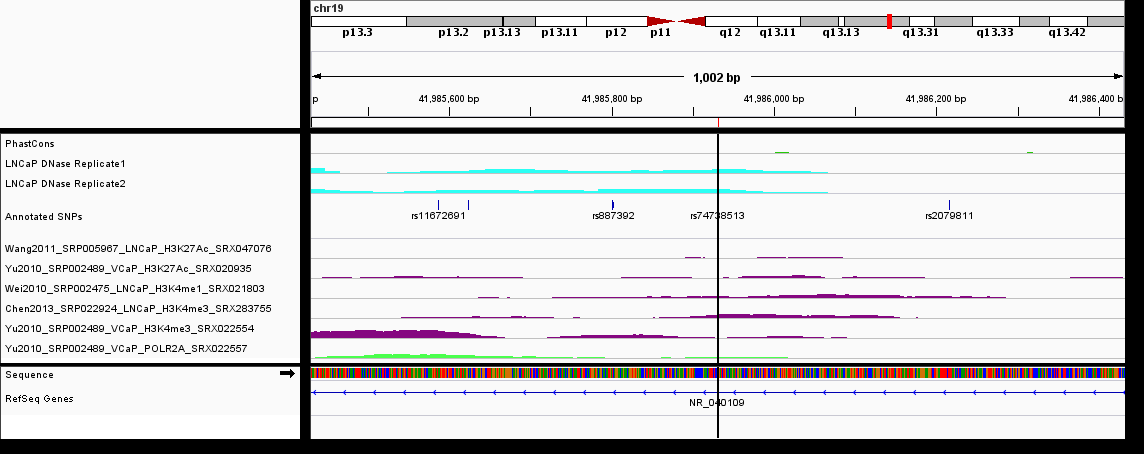 chr19
p13.3 p13.2 p13.13 p13.11 p12 p11 q12 q13.11 q13.13 q13.31 q13.33 q13.42
1,002 bp
p 41,985,600 bp 41,985,800 bp 41,986,000 bp 41,986,200 bp 41,986,400 b
PhastCons
LNCaP DNase Replicate1
LNCaP DNase Replicate2
Annotated SNPs rs11672691 rs887392 rs74738513 rs2079811
Wang2011_SRP005967_LNCaP_H3K27Ac_SRX047076
Yu2010_SRP002489_VCaP_H3K27Ac_SRX020935
Wei2010_SRP002475_LNCaP_H3K4me1_SRX021803
Chen2013_SRP022924_LNCaP_H3K4me3_SRX283755
Yu2010_SRP002489_VCaP_H3K4me3_SRX022554
Yu2010_SRP002489_VCaP_POLR2A_SRX022557
Sequence
RefSeq Genes
NR_040109